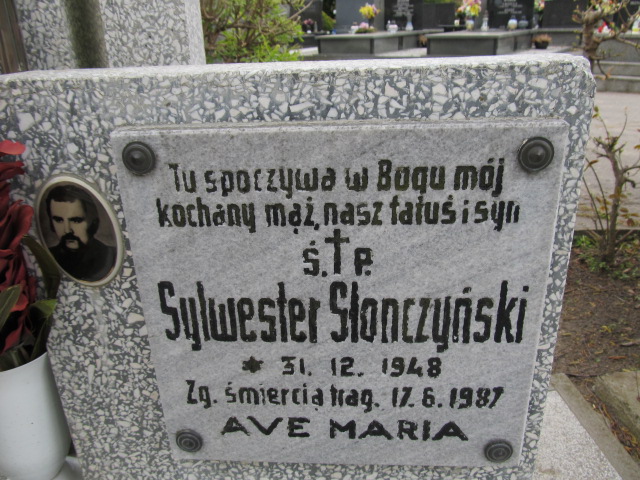 Tu spoczywa w Bogu mój
kochany mąż, nasz tatuś i syn
Ś. † P.
Sylwester Słonczyński
* 31. 12. 1948
Zg. śmiercią trag. 17. 6. 1987
AVE MARIA